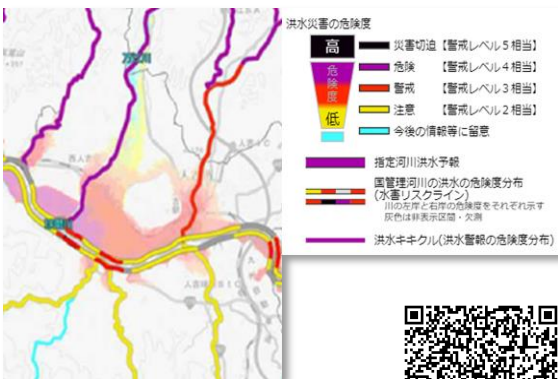 洪水災害の危険度
高
危険度
低
災害切迫【警戒レベル5相当】
危険【警戒レベル4相当】
警戒【警戒レベル3相当】
注意【警戒レベル2相当】
今後の情報等に留意
指定河川洪水予報
国管理河川の洪水の危険度分布
(水害リスクライン)
川の左岸と右岸の危険度をそれぞれ示す
灰色は非表示区間・欠測
洪水キキクル(洪水警報の危険度分布)